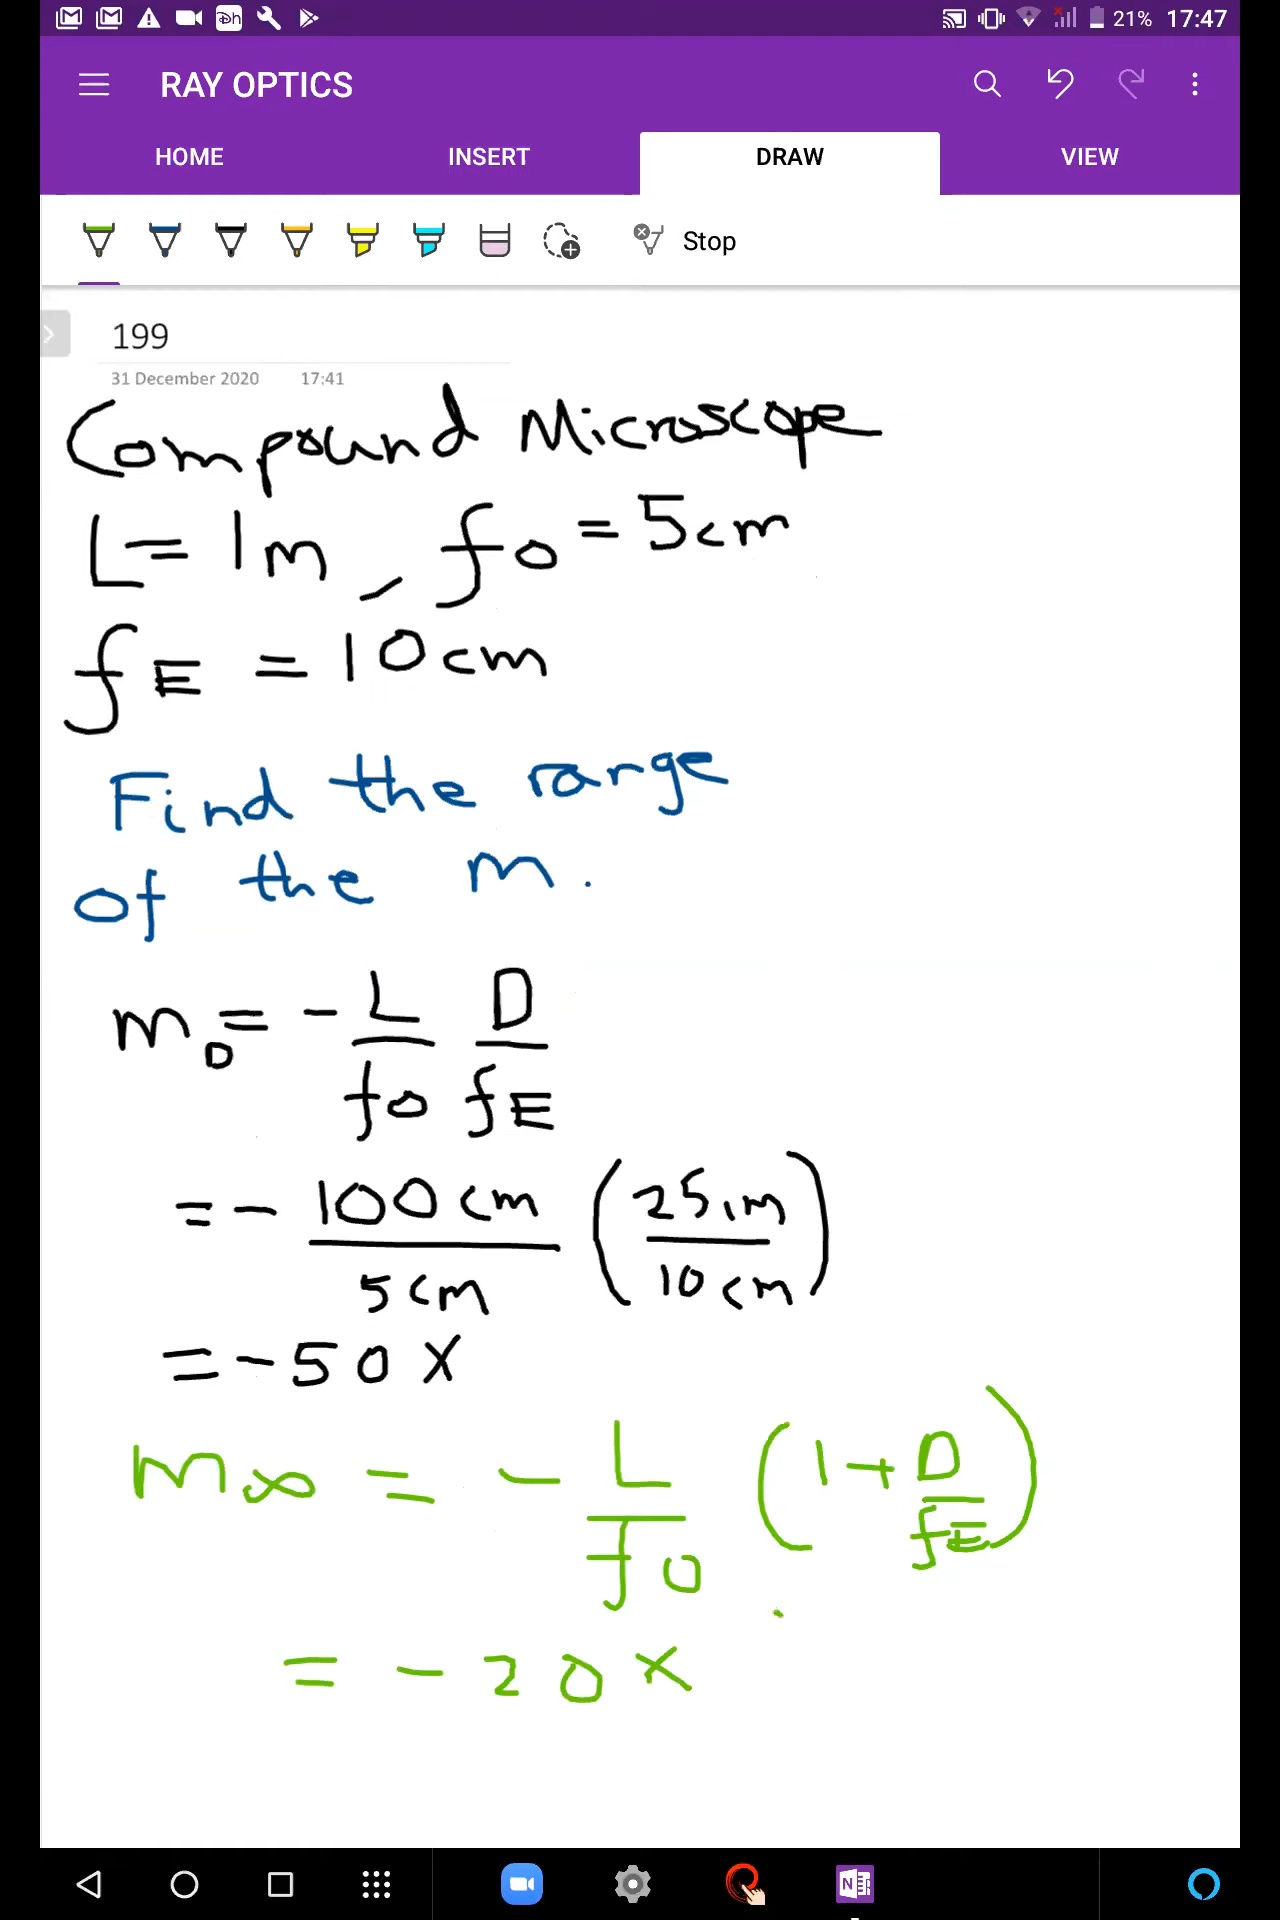 21% 17:47
RAY OPTICS
HOME INSERT DRAW VIEW
Stop
199
31 December 2020 17:41
Compound Microscope
L = 1m, fo = 5cm
fE = 10cm
Find the range
of the m.
mD = - L/fo D/fE
= - 100cm/5cm (25cm/10cm)
= - 50 X
m∞ = - L/fo (1 + D/fE)
= - 20 X